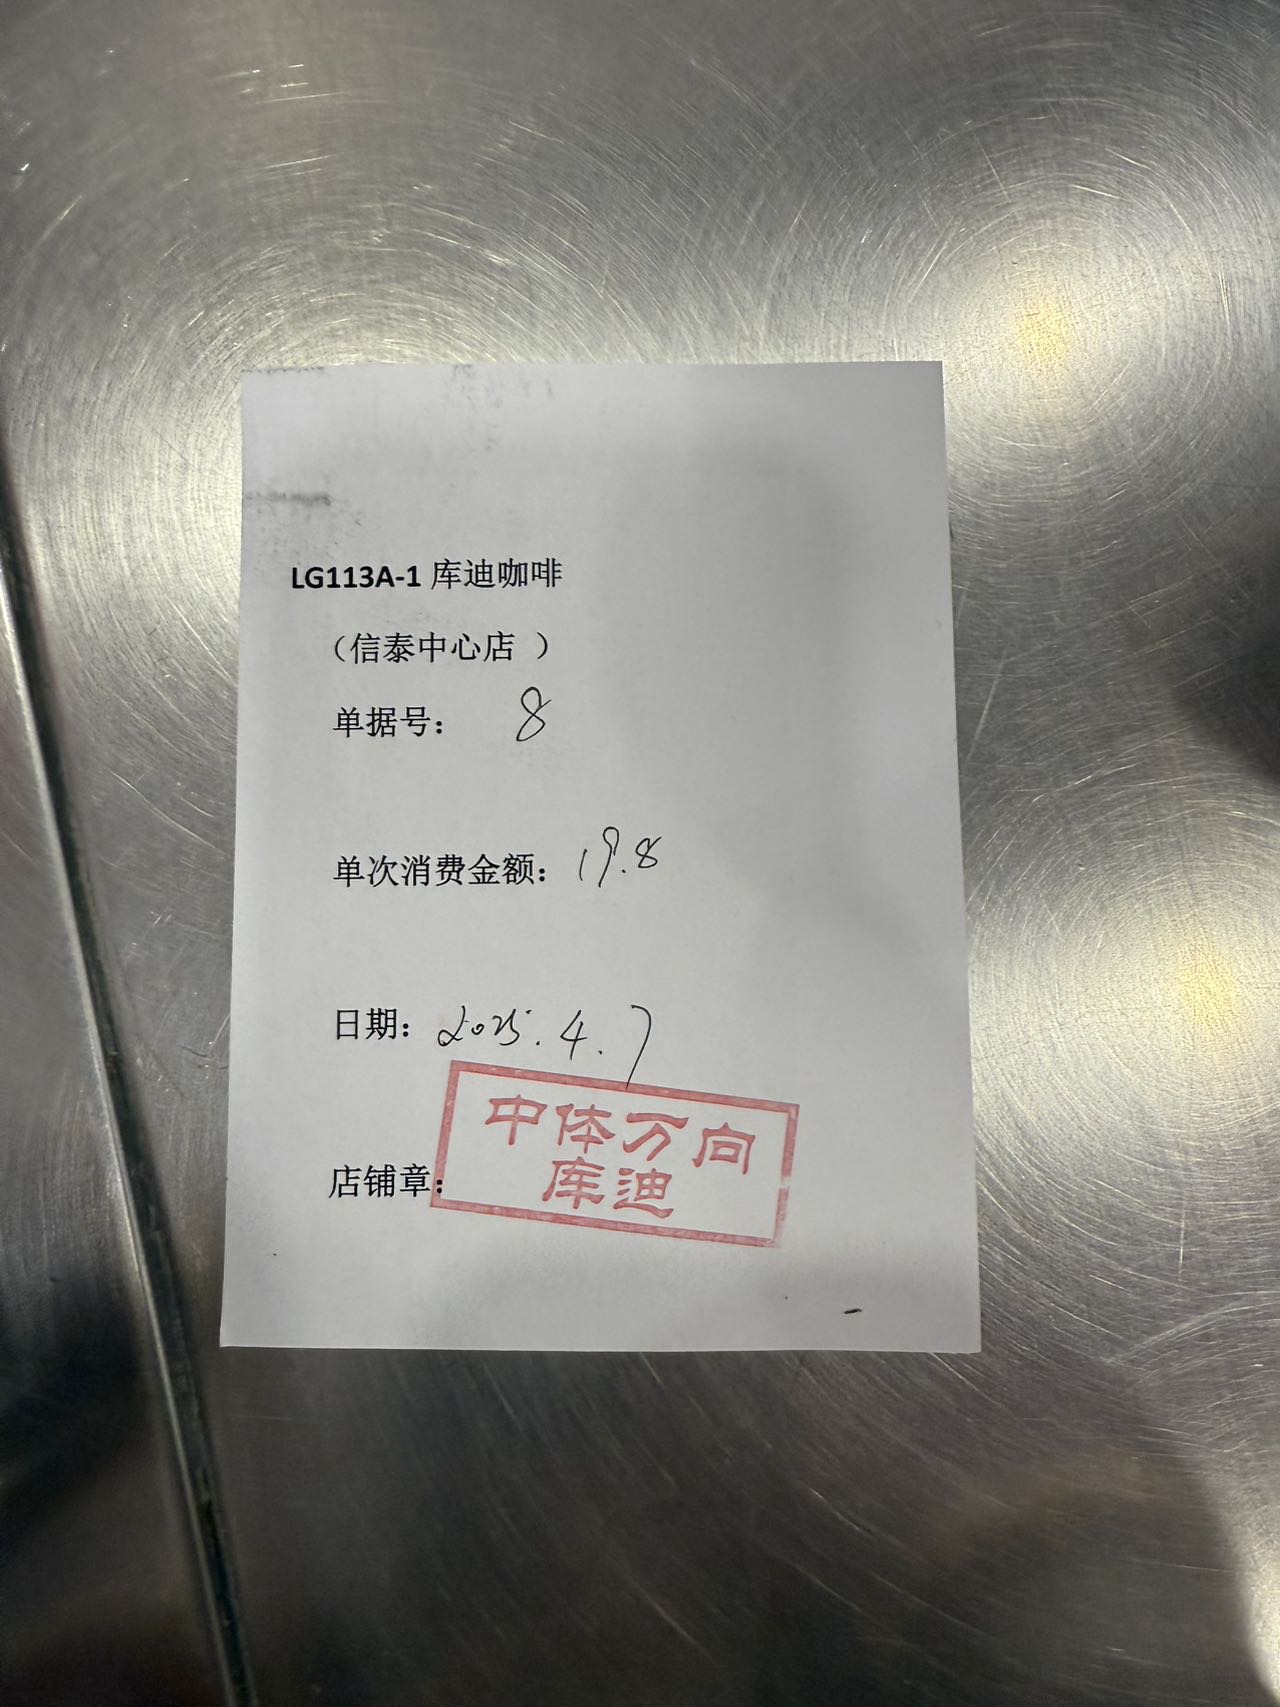 LG113A-1 库迪咖啡
（信泰中心店 ）
单据号： 8
单次消费金额：19.8
日期：2025.4.7
店铺章：
中体万向
库迪